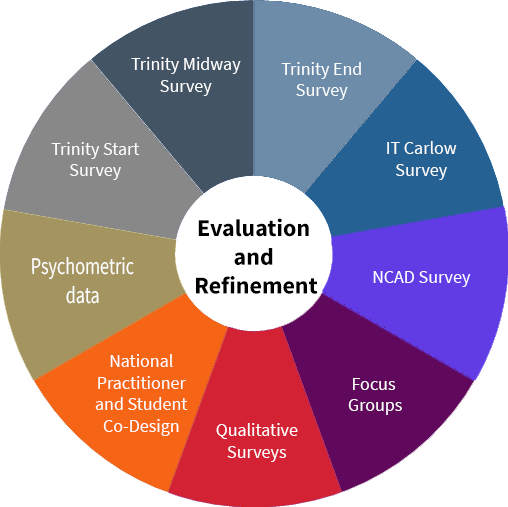 Evaluation
and
Refinement
Trinity End
Survey
IT Carlow
Survey
NCAD Survey
Focus
Groups
Qualitative
Surveys
National
Practitioner
and Student
Co-Design
Psychometric
data
Trinity Start
Survey
Trinity Midway
Survey